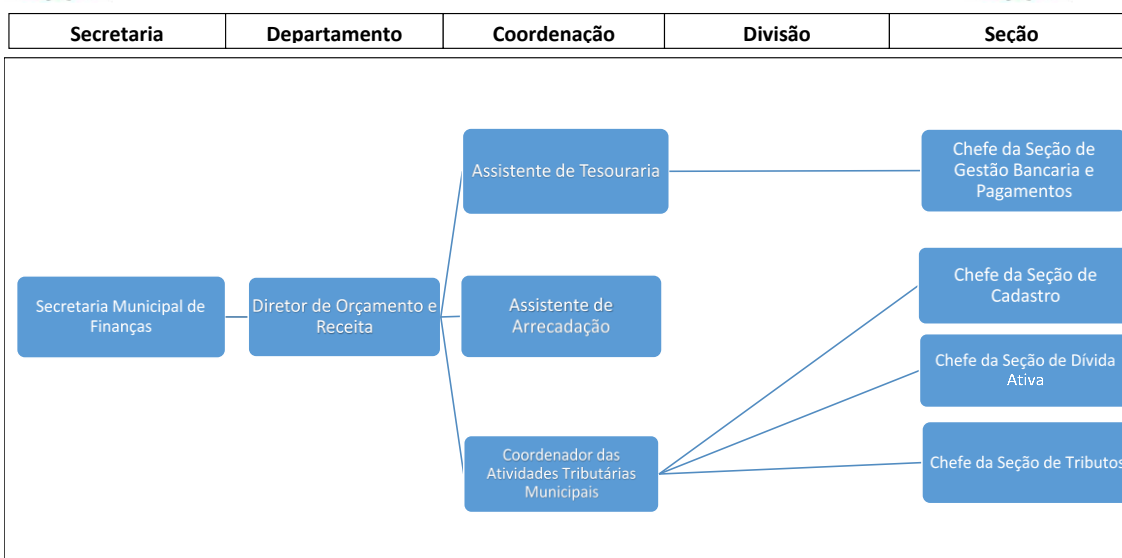 Secretaria Departamento Coordenação Divisão Seção
Assistente de Tesouraria
Chefe da Seção de
Gestão Bancaria e
Pagamentos
Secretaria Municipal de
Finanças
Diretor de Orçamento e
Receita
Assistente de
Arrecadação
Chefe da Seção de
Cadastro
Chefe da Seção de Dívida
Ativa
Coordenador das
Atividades Tributárias
Municipais
Chefe da Seção de Tributos